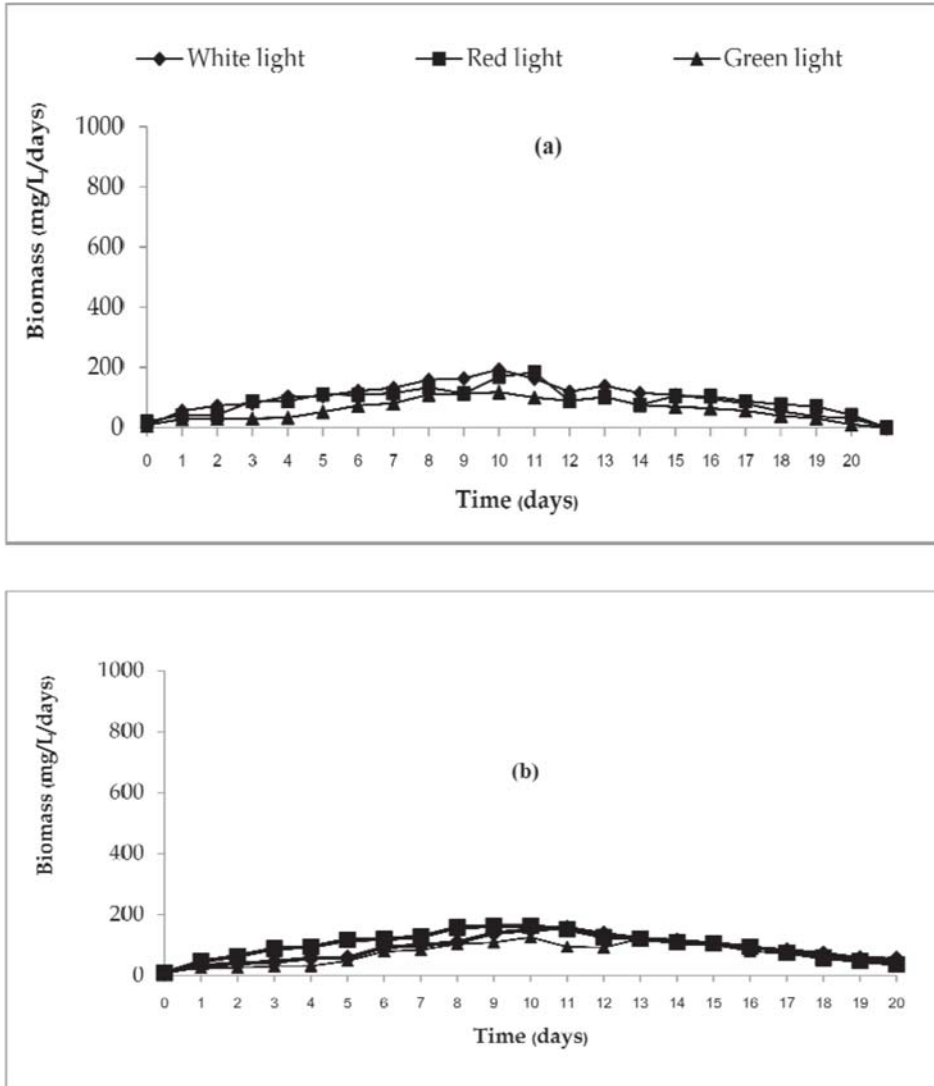 White light Red light Green light
Biomass (mg/L/days)
1000
800
600
400
200
0
(a)
0 1 2 3 4 5 6 7 8 9 10 11 12 13 14 15 16 17 18 19 20
Time (days)
Biomass (mg/L/days)
1000
800
600
400
200
0
(b)
0 1 2 3 4 5 6 7 8 9 10 11 12 13 14 15 16 17 18 19 20
Time (days)